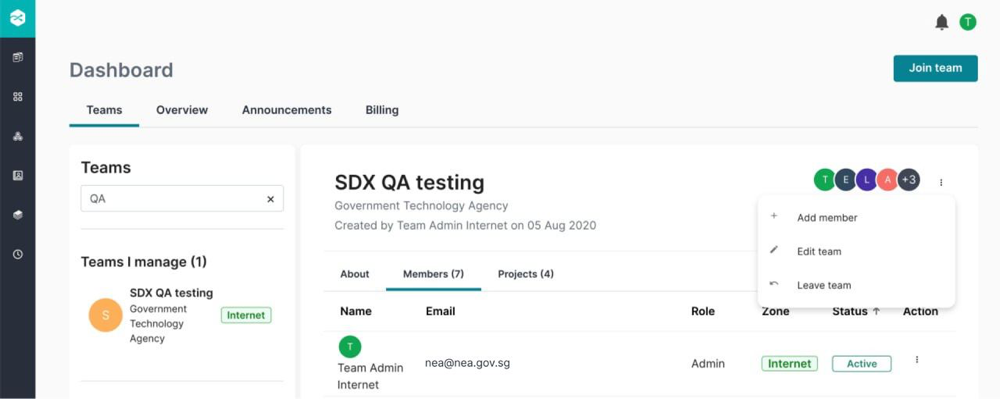 T
Dashboard
Join team
Teams Overview Announcements Billing
Teams
QA
Teams I manage (1)
S
SDX QA testing
Government
Technology
Agency
Internet
SDX QA testing
T E L A +3
Government Technology Agency
Created by Team Admin Internet on 05 Aug 2020
Add member
Edit team
Leave team
About Members (7) Projects (4)
Name Email Role Zone Status Action
T
Team Admin
Internet
nea@nea.gov.sg
Admin
Internet
Active